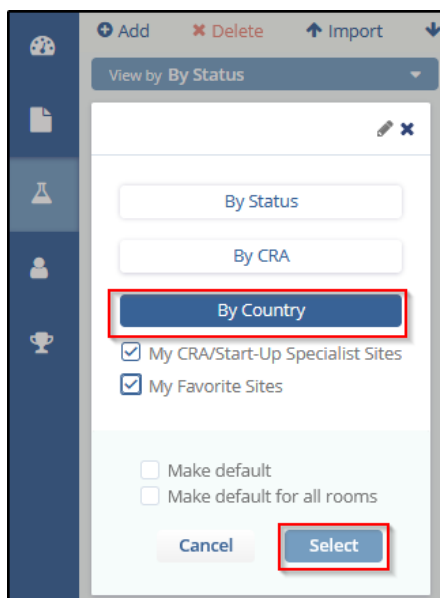 Add Delete Import
View by By Status
By Status
By CRA
By Country
My CRA/Start-Up Specialist Sites
My Favorite Sites
Make default
Make default for all rooms
Cancel Select